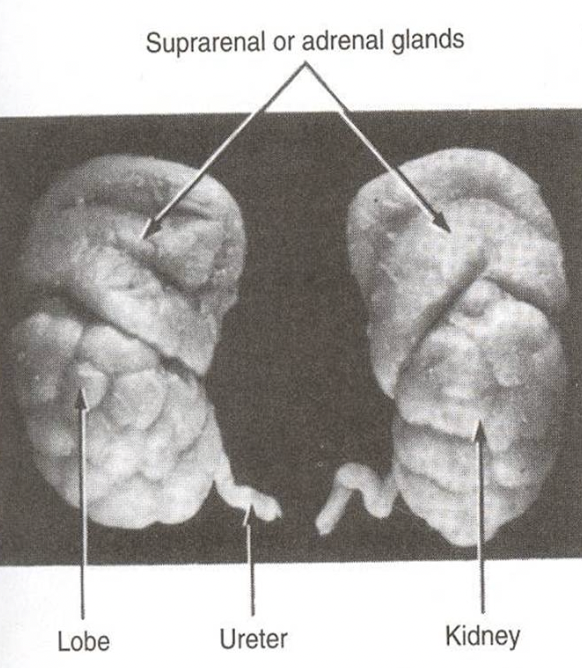 Suprarenal or adrenal glands
Lobe
Ureter
Kidney